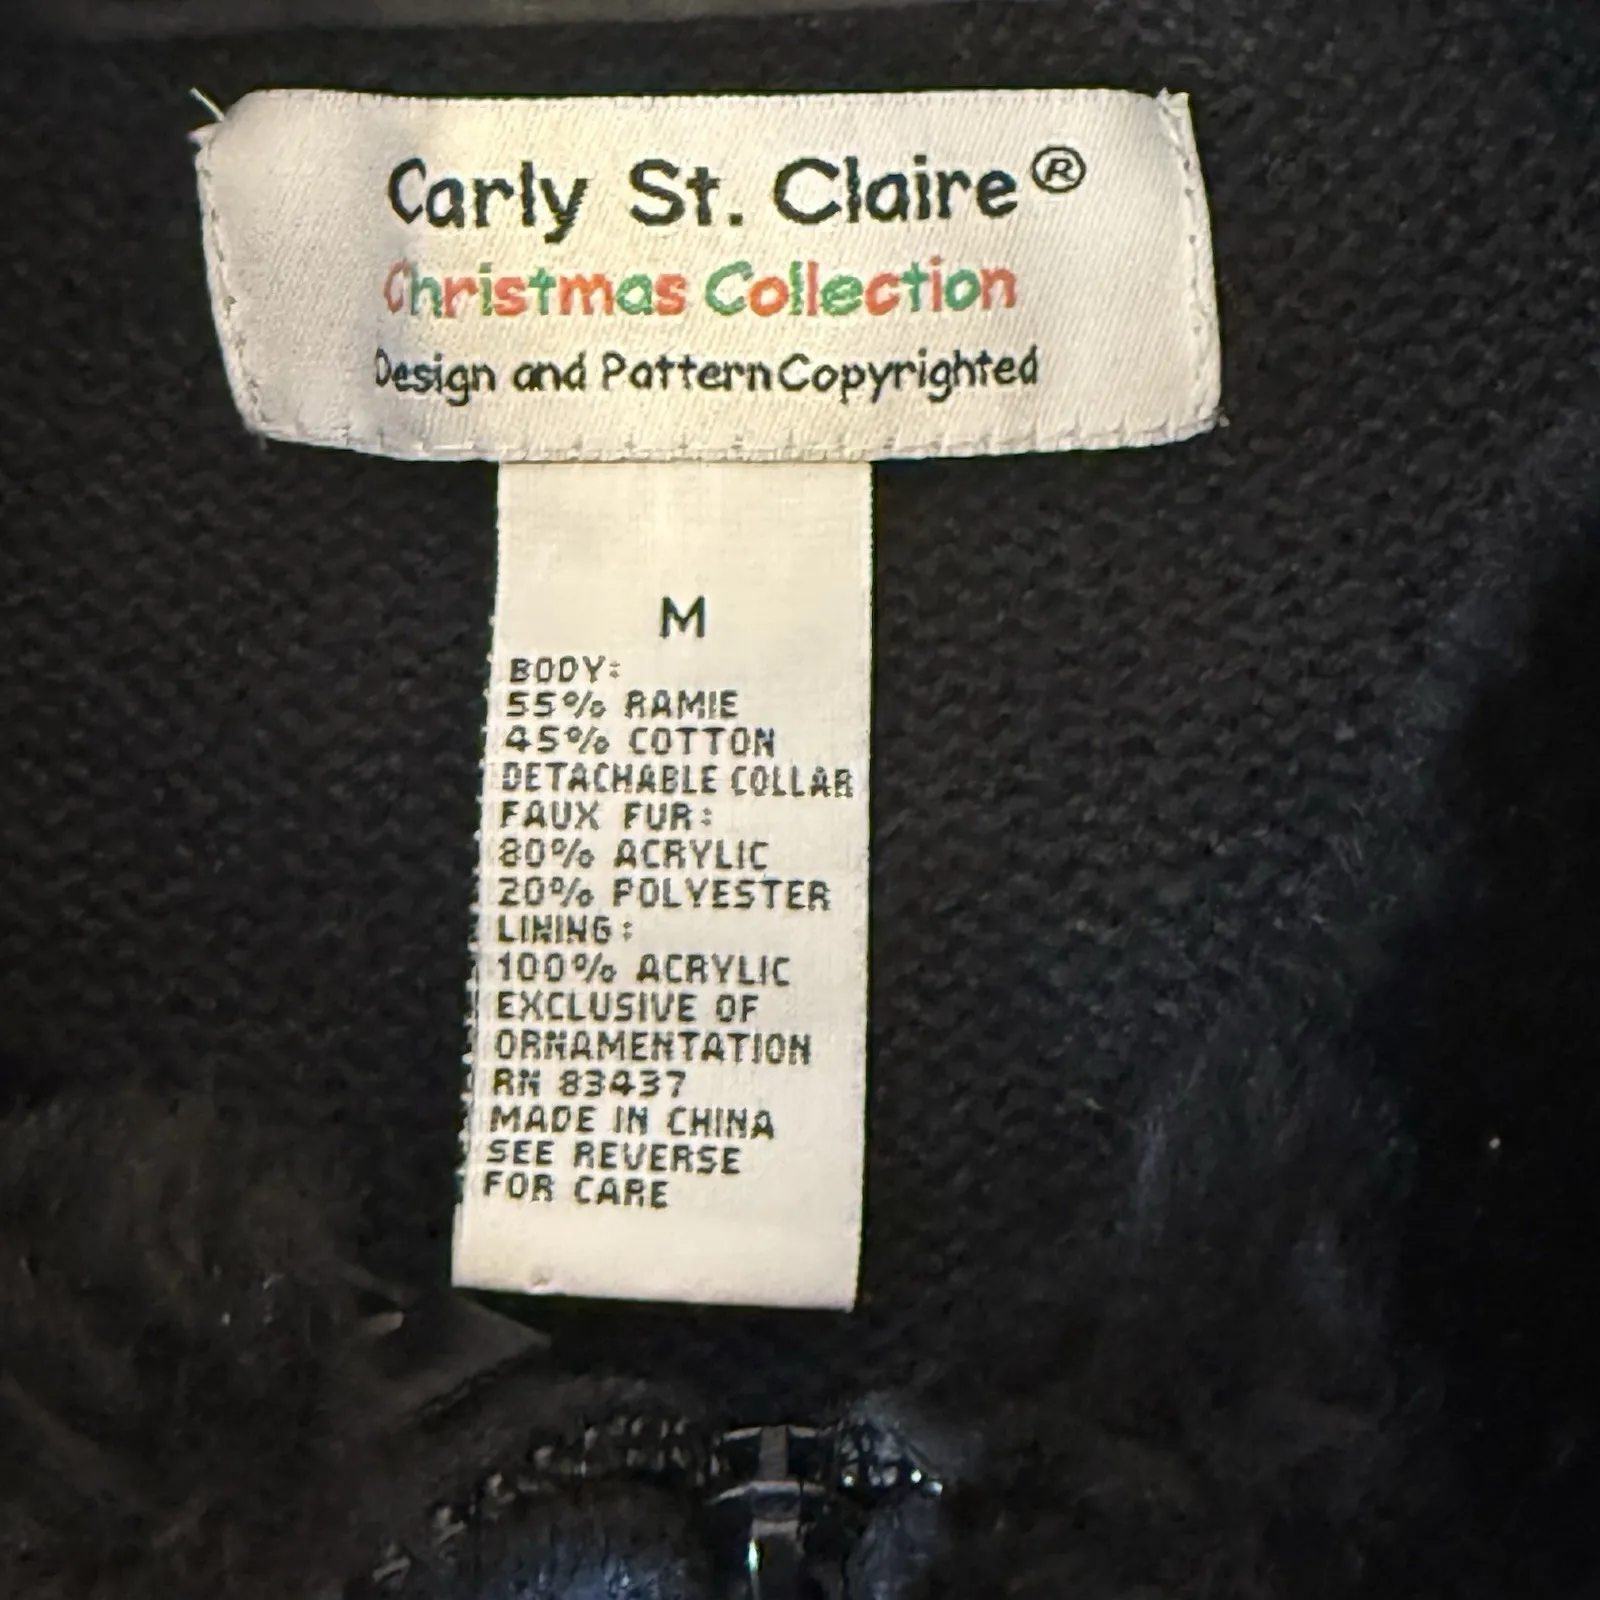 Carly St. Claire®
Christmas Collection
Design and Pattern Copyrighted
M
BODY:
55% RAMIE
45% COTTON
DETACHABLE COLLAR
FAUX FUR:
80% ACRYLIC
20% POLYESTER
LINING:
100% ACRYLIC
EXCLUSIVE OF
ORNAMENTATION
RN 83437
MADE IN CHINA
SEE REVERSE
FOR CARE